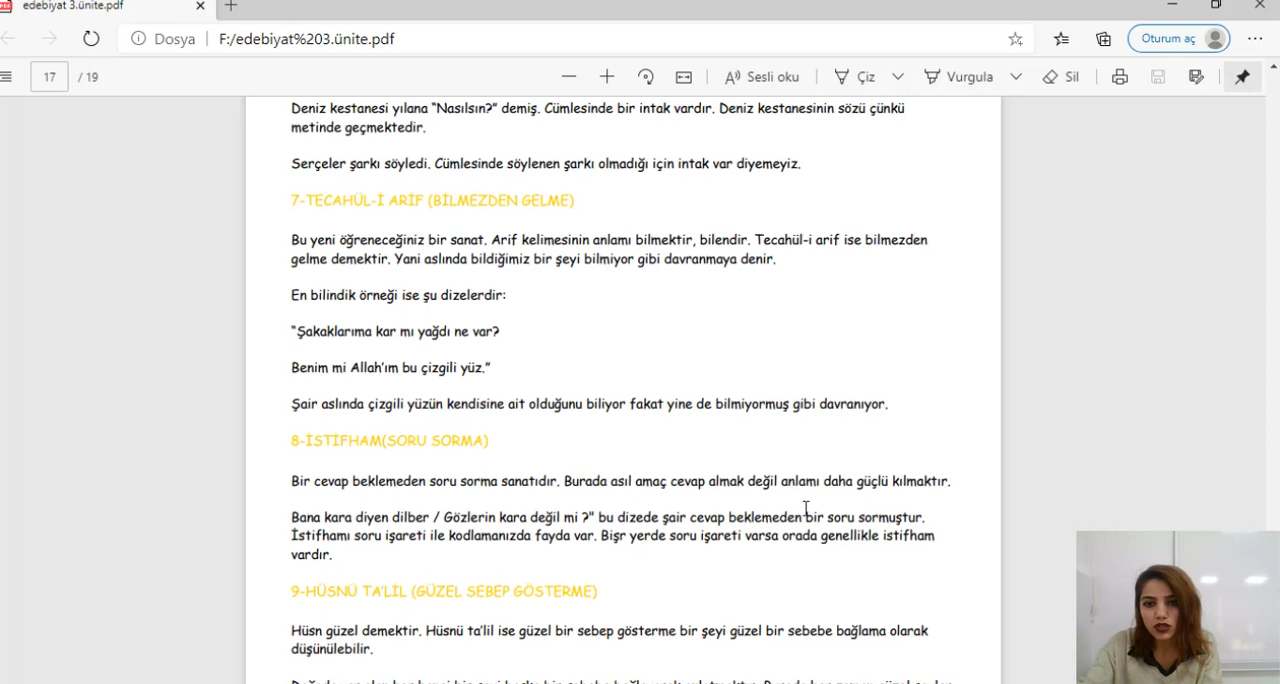 edebiyat 3.ünite.pdf
Dosya | F:/edebiyat%203.ünite.pdf
Oturum aç
17 / 19
Sesli oku
Çiz
Vurgula
Sil
Deniz kestanesi yılana “Nasılsın?” demiş. Cümlesinde bir intak vardır. Deniz kestanesinin sözü çünkü
metinde geçmektedir.
Serçeler şarkı söyledi. Cümlesinde söylenen şarkı olmadığı için intak var diyemeyiz.
7-TECAHÜL-İ ARİF (BİLMEZDEN GELME)
Bu yeni öğreneceğiniz bir sanat. Arif kelimesinin anlamı bilmektir, bilendir. Tecahül-i arif ise bilmezden
gelme demektir. Yani aslında bildiğimiz bir şeyi bilmiyor gibi davranmaya denir.
En bilindik örneği ise şu dizelerdir:
“Şakaklarıma kar mı yağdı ne var?
Benim mi Allah’ım bu çizgili yüz.”
Şair aslında çizgili yüzün kendisine ait olduğunu biliyor fakat yine de bilmiyormuş gibi davranıyor.
8-İSTİFHAM(SORU SORMA)
Bir cevap beklemeden soru sorma sanatıdır. Burada asıl amaç cevap almak değil anlamı daha güçlü kılmaktır.
Bana kara diyen dilber / Gözlerin kara değil mi ?" bu dizede şair cevap beklemeden bir soru sormuştur.
İstifhamı soru işareti ile kodlamanızda fayda var. Bişr yerde soru işareti varsa orada genellikle istifham
vardır.
9-HÜSNÜ TA’LİL (GÜZEL SEBEP GÖSTERME)
Hüsn güzel demektir. Hüsnü ta’lil ise güzel bir sebep gösterme bir şeyi güzel bir sebebe bağlama olarak
düşünülebilir.